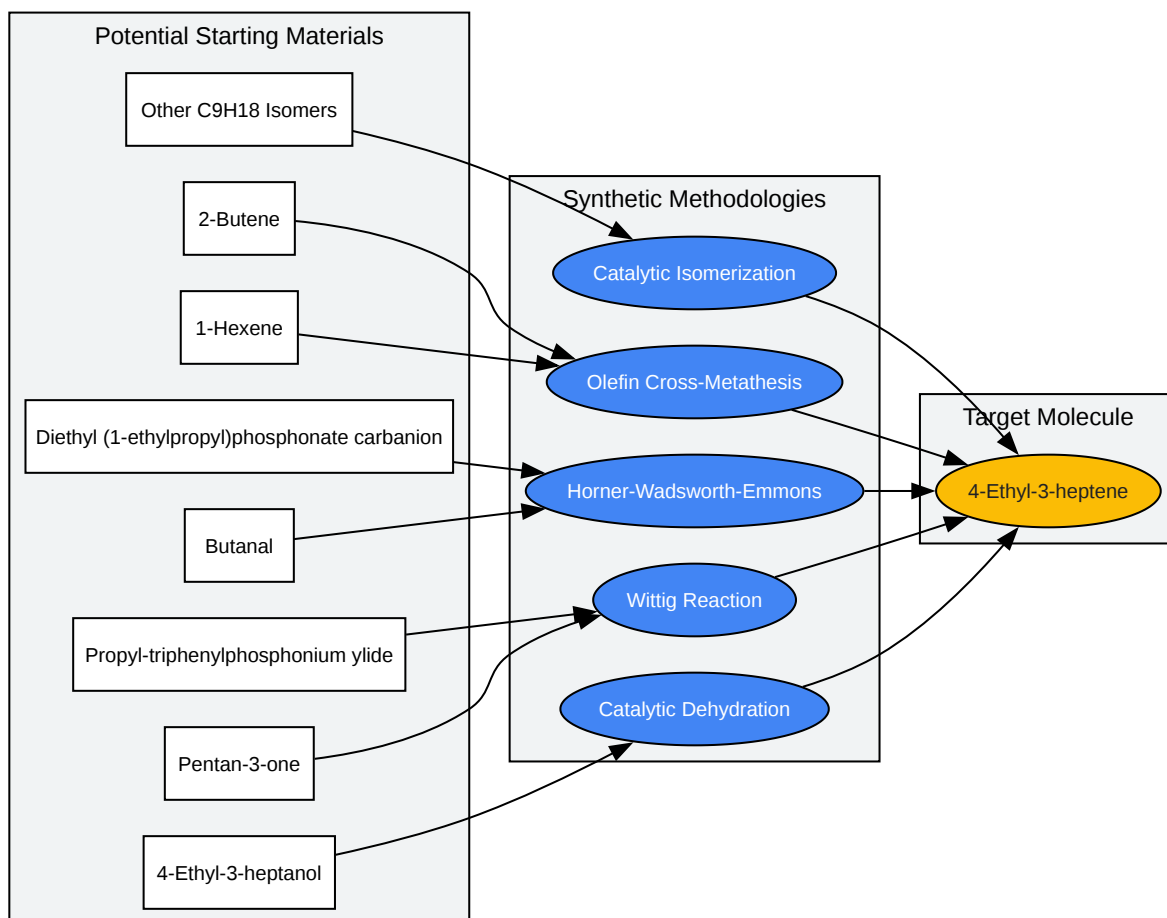 Potential Starting Materials
Other C9H18 Isomers
2-Butene
1-Hexene
Diethyl (1-ethylpropyl)phosphonate carbanion
Butanal
Propyl-triphenylphosphonium ylide
Pentan-3-one
4-Ethyl-3-heptanol
Synthetic Methodologies
Catalytic Isomerization
Olefin Cross-Metathesis
Horner-Wadsworth-Emmons
Wittig Reaction
Catalytic Dehydration
Target Molecule
4-Ethyl-3-heptene